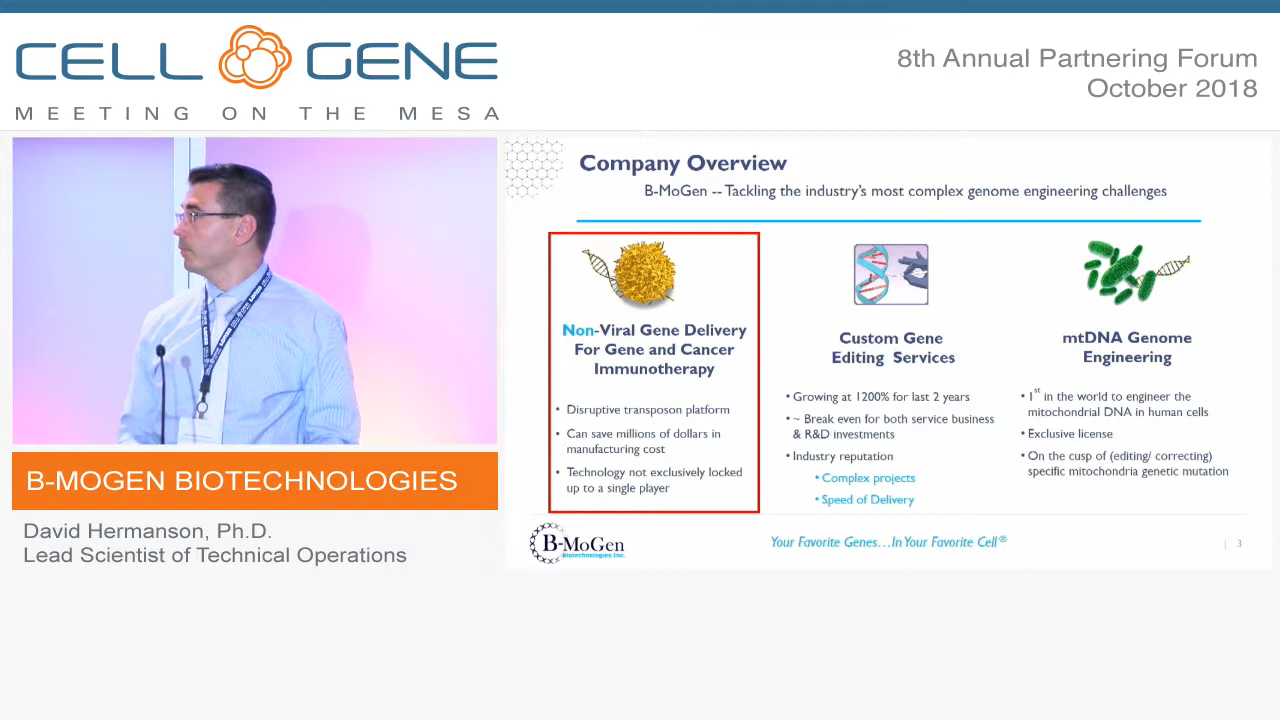 CELL GENE
MEETING ON THE MESA
8th Annual Partnering Forum
October 2018
Company Overview
B-MoGen -- Tackling the industry's most complex genome engineering challenges
Non-Viral Gene Delivery
For Gene and Cancer
Immunotherapy
• Disruptive transposon platform
• Can save millions of dollars in
manufacturing cost
• Technology not exclusively locked
up to a single player
Custom Gene
Editing Services
• Growing at 1200% for last 2 years
• ~ Break even for both service business
& R&D investments
• Industry reputation
• Complex projects
• Speed of Delivery
mtDNA Genome
Engineering
• 1st in the world to engineer the
mitochondrial DNA in human cells
• Exclusive license
• On the cusp of (editing/ correcting)
specific mitochondria genetic mutation
B-MoGen
Biotechnologies Inc.
Your Favorite Genes…In Your Favorite Cell ®
| 3
B-MOGEN BIOTECHNOLOGIES
David Hermanson, Ph.D.
Lead Scientist of Technical Operations